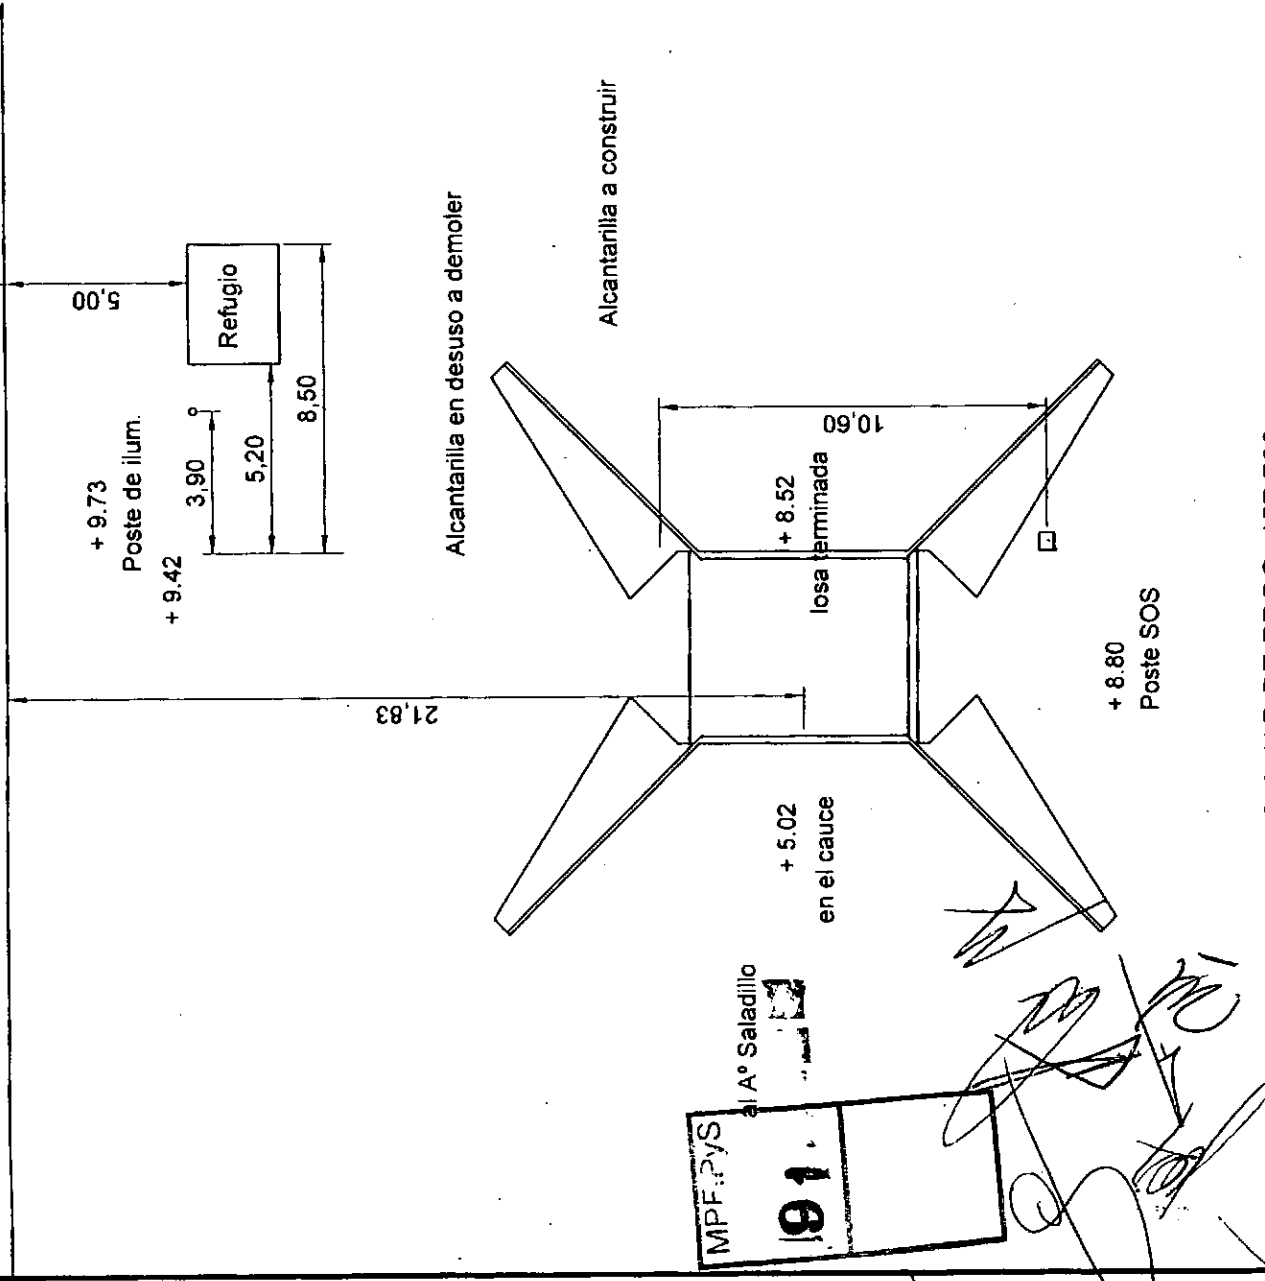 5,00
Refugio
+ 9.73
Poste de ilum.
+ 9.42
3,90
5,20
8,50
Alcantarilla en desuso a demoler
Alcantarilla a construir
21,83
10,60
+ 8.52
losa terminada
+ 5.02
en el cauce
+ 8.80
Poste SOS
al Aº Saladillo
MPF.PyS
91